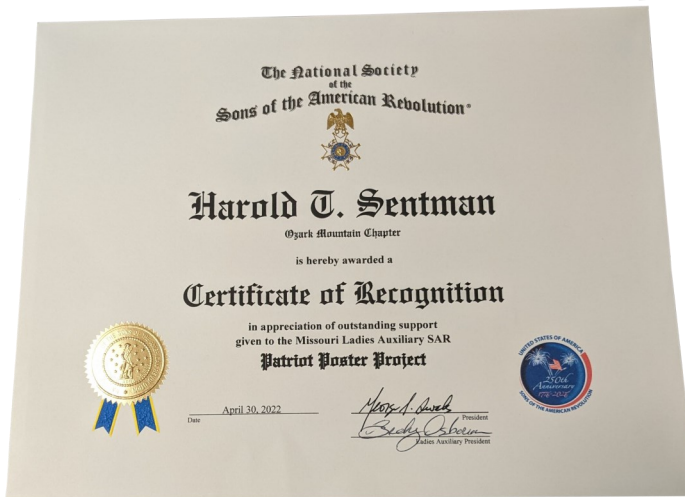 The National Society
of the
Sons of the American Revolution®
Harold T. Sentman
Ozark Mountain Chapter
is hereby awarded a
Certificate of Recognition
in appreciation of outstanding support
given to the Missouri Ladies Auxiliary SAR
Patriot Poster Project
UNITED STATES OF AMERICA
250th
Anniversary
SONS OF THE AMERICAN REVOLUTION
April 30, 2022
Date
President
Becky Osborn
Ladies Auxiliary President